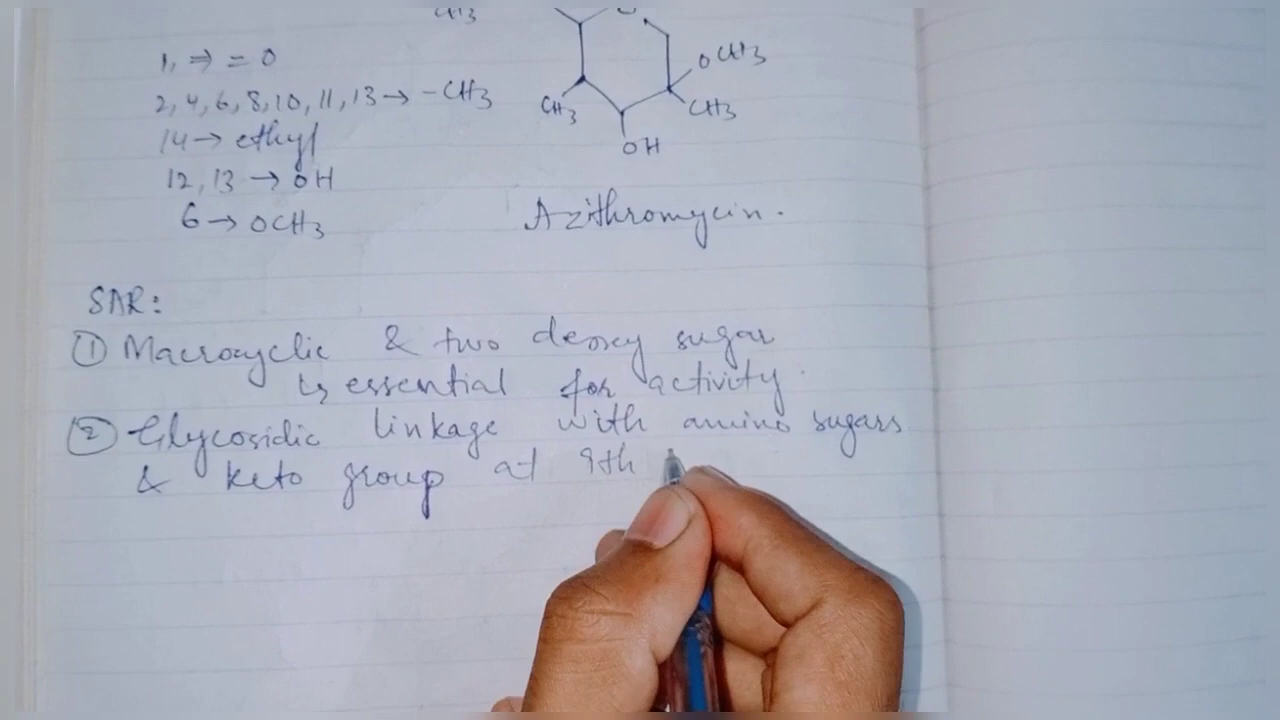 CH3
1, => = O
2, 4, 6, 8, 10, 11, 13 → -CH3
14 → ethyl
12, 13 → OH
6 → OCH3
O
OCH3
CH3
CH3
OH
Azithromycin.
SAR:
① Macrocyclic & two deoxy sugar
↳ essential for activity.
② Glycosidic linkage with amino sugars
& keto group at 9th